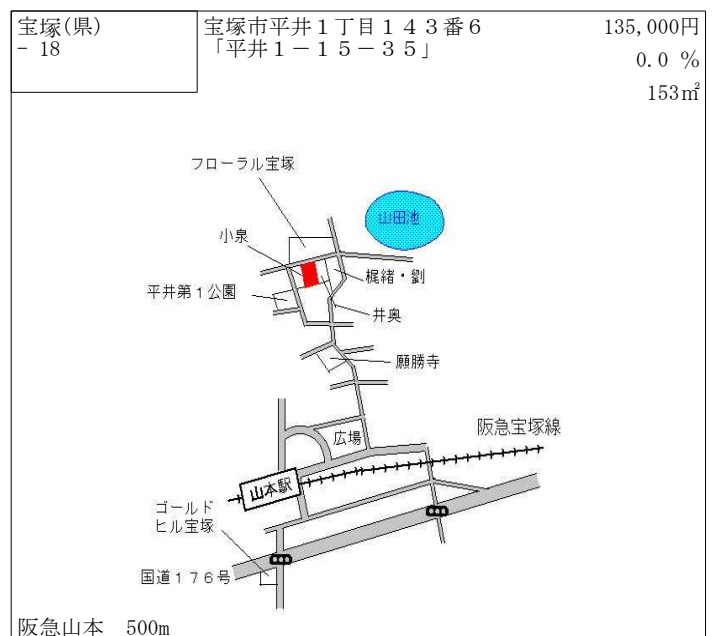 宝塚(県)
- 18
宝塚市平井１丁目１４３番６
「平井１－１５－３５」
135,000円
0.0 %
153㎡
フローラル宝塚
山田池
小泉
梶緒・劉
平井第１公園
井奥
願勝寺
広場
阪急宝塚線
山本駅
ゴールド
ヒル宝塚
国道１７６号
阪急山本　500m